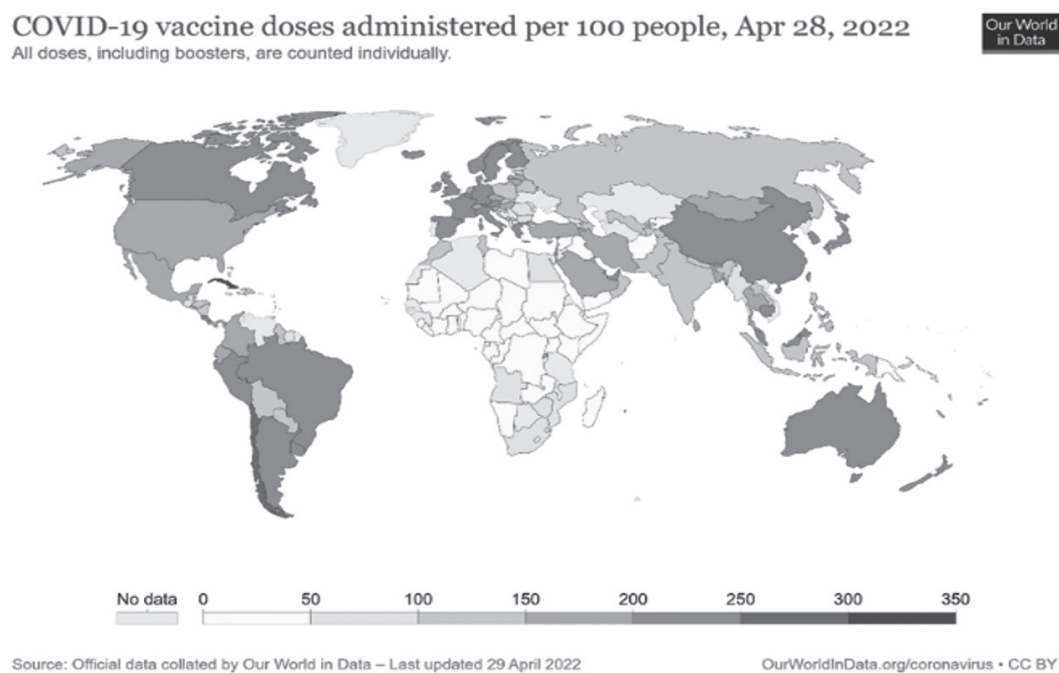 COVID-19 vaccine doses administered per 100 people, Apr 28, 2022
All doses, including boosters, are counted individually.
Our World
in Data
No data 0 50 100 150 200 250 300 350
Source: Official data collated by Our World in Data – Last updated 29 April 2022
OurWorldInData.org/coronavirus • CC BY